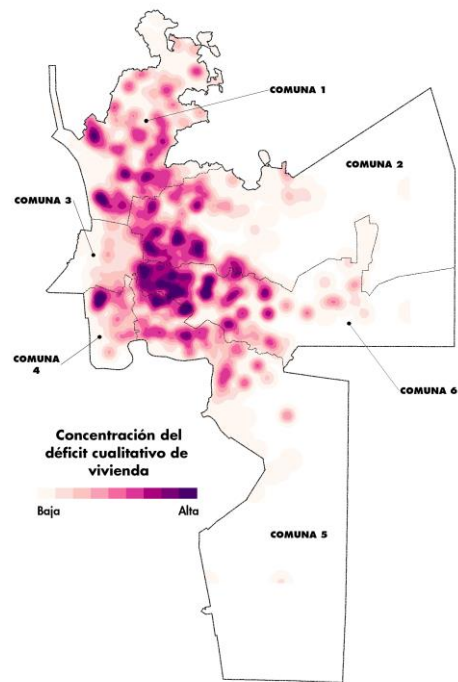 COMUNA 1
COMUNA 2
COMUNA 3
COMUNA
4
COMUNA 6
Concentración del
déficit cualitativo de
vivienda
Baja
Alta
COMUNA 5